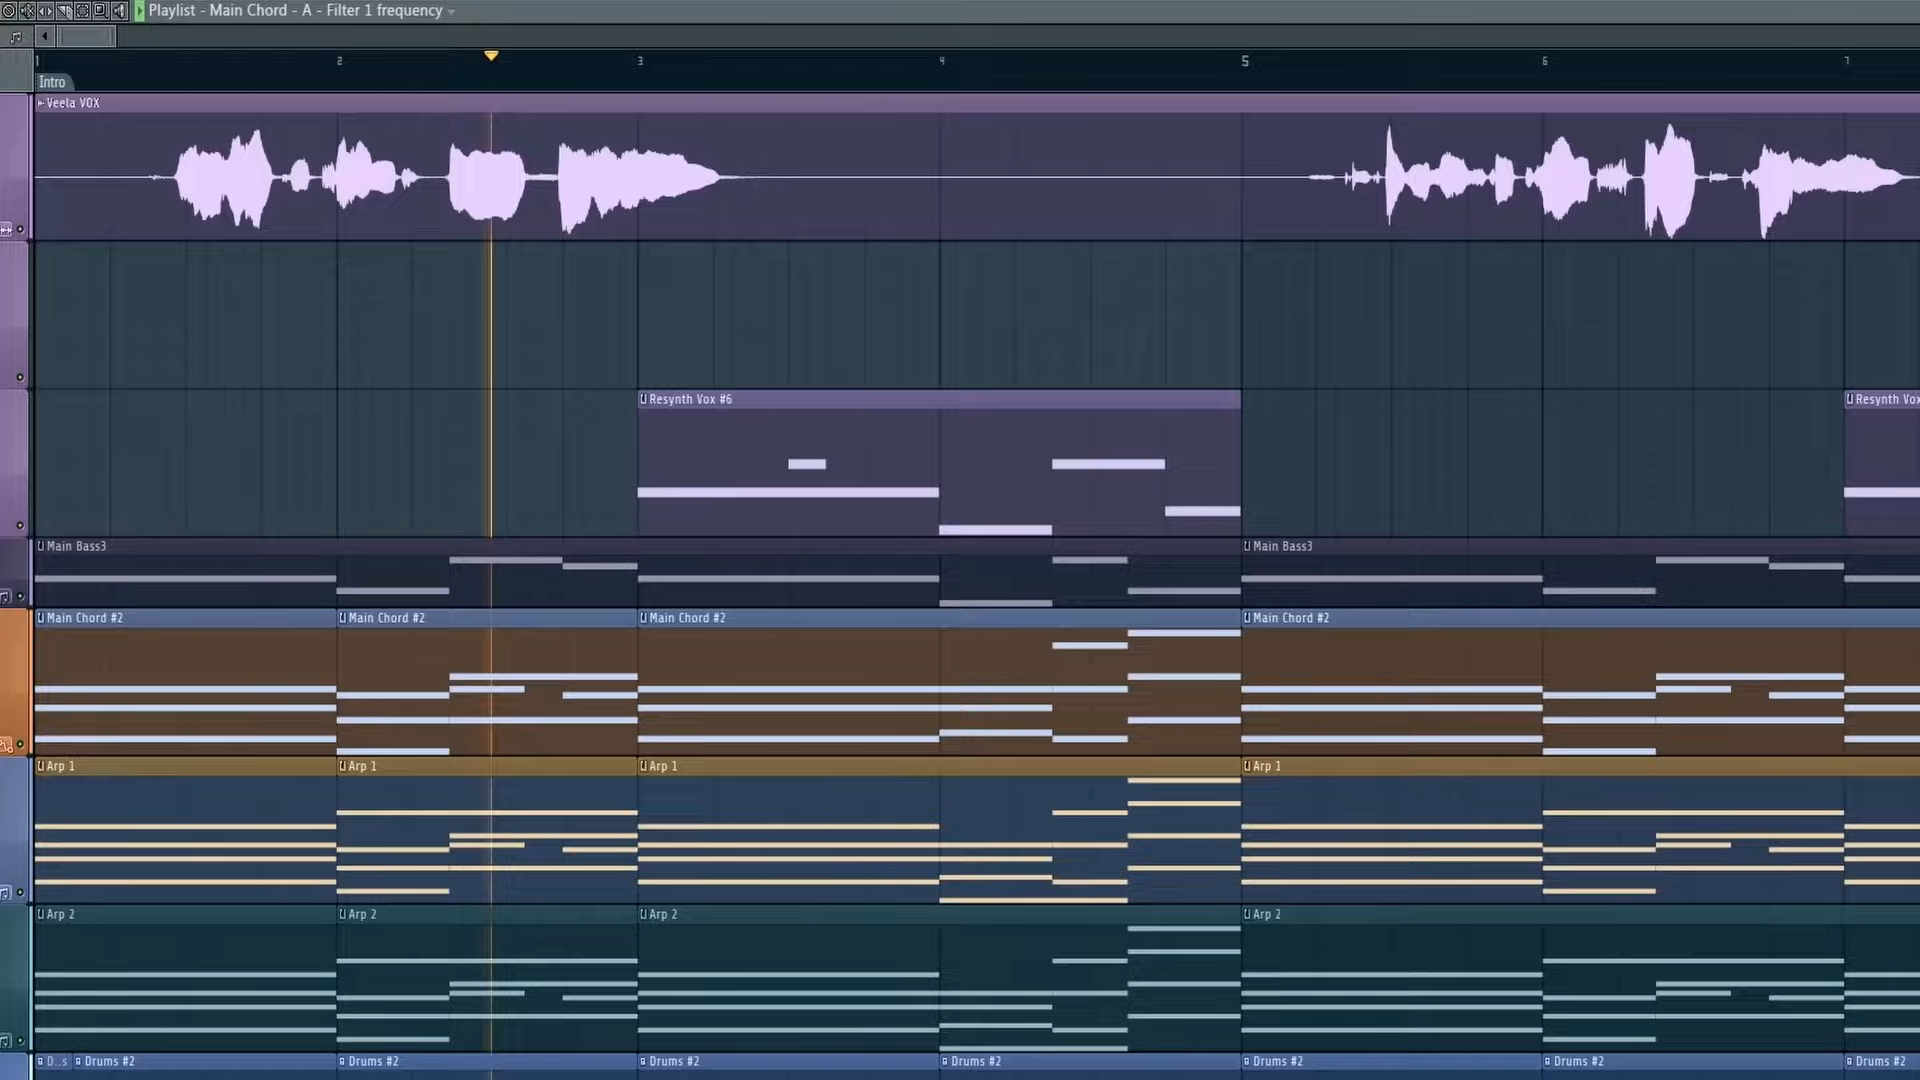 Playlist - Main Chord - A - Filter 1 frequency
1 2 3 4 5 6 7
Intro
Veela VOX
Resynth Vox #6 Resynth Vox
Main Bass3 Main Bass3
Main Chord #2 Main Chord #2 Main Chord #2 Main Chord #2
Arp 1 Arp 1 Arp 1 Arp 1
Arp 2 Arp 2 Arp 2 Arp 2
D..s Drums #2 Drums #2 Drums #2 Drums #2 Drums #2 Drums #2 Drums #2